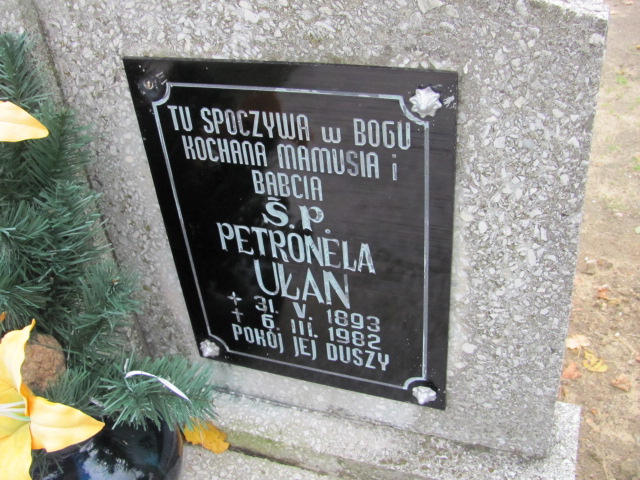 TU SPOCZYWA W BOGU
KOCHANA MAMUSIA i
BABCIA
Ś.P.
PETRONELA
UŁAN
+ 31. V. 1893
+ 6. III. 1982
POKÓJ JEJ DUSZY